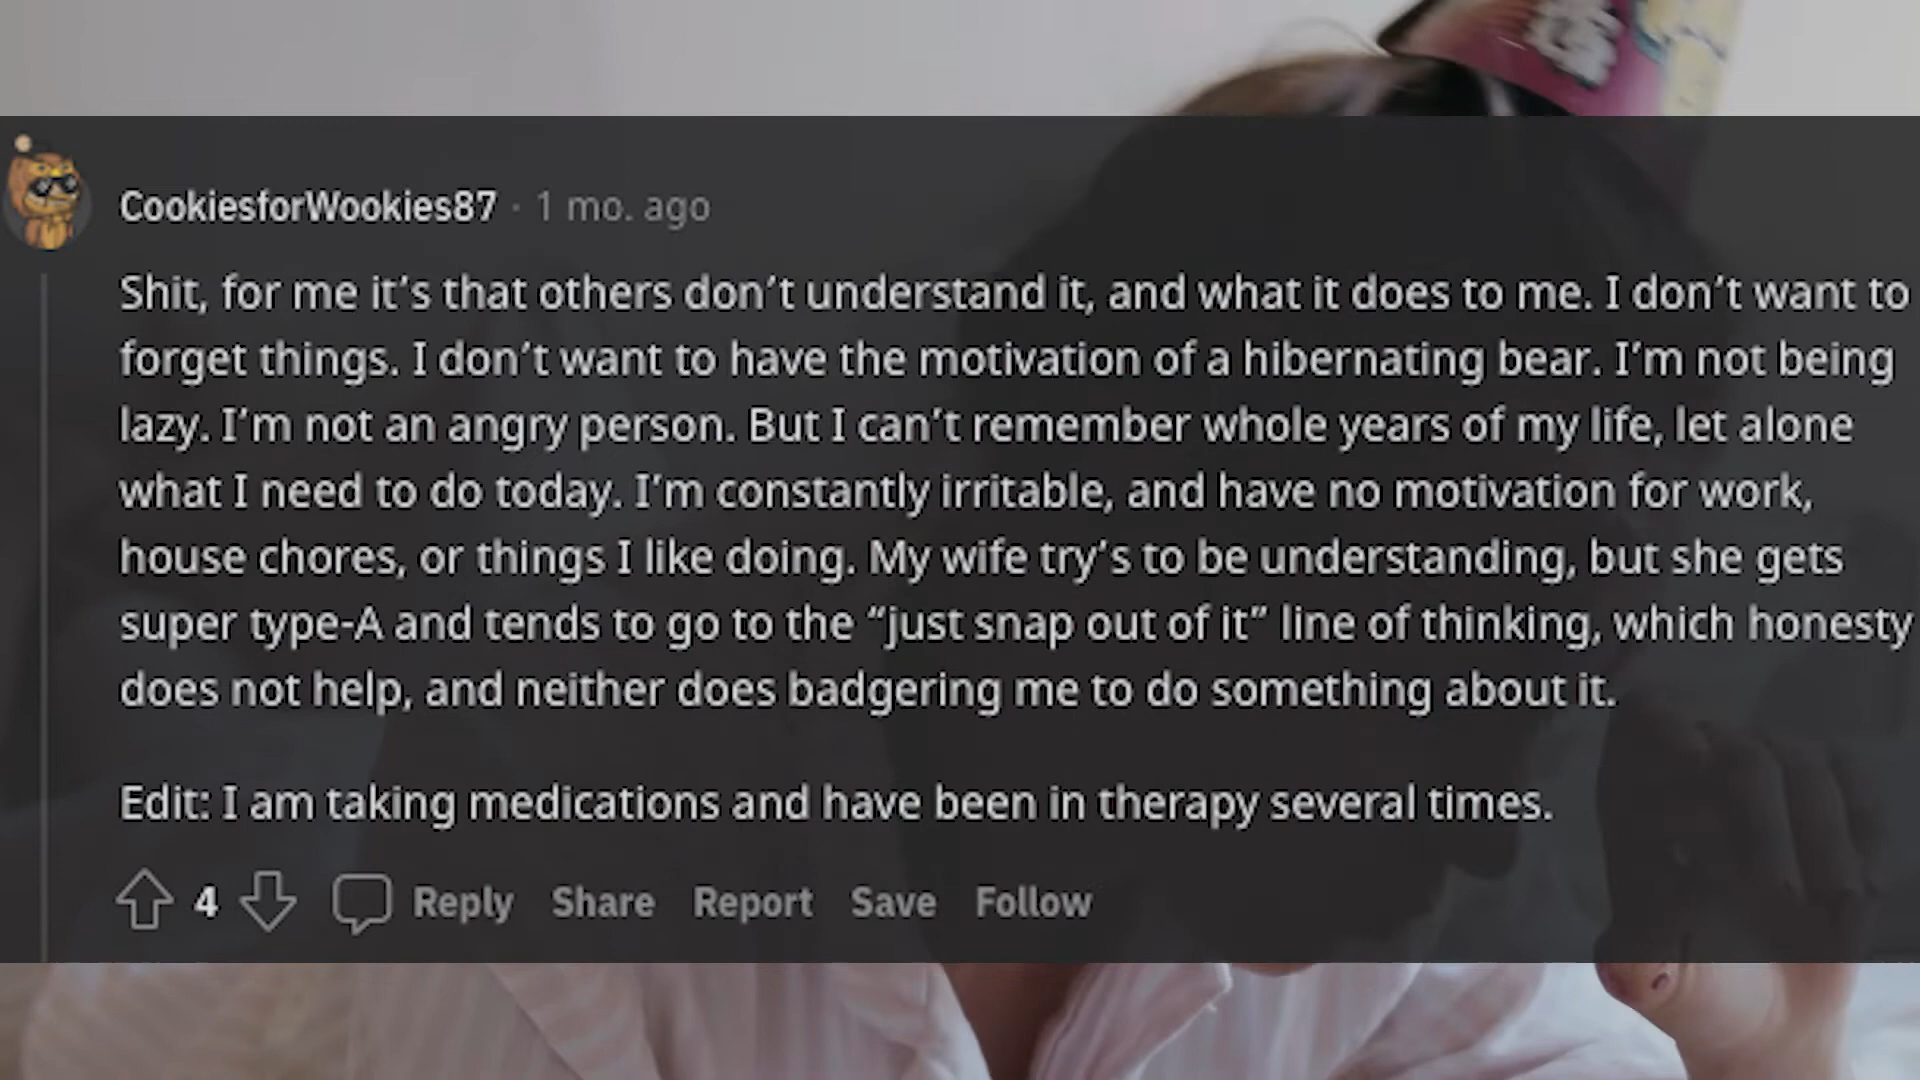 CookiesforWookies87 · 1 mo. ago
Shit, for me it’s that others don’t understand it, and what it does to me. I don’t want to
forget things. I don’t want to have the motivation of a hibernating bear. I’m not being
lazy. I’m not an angry person. But I can’t remember whole years of my life, let alone
what I need to do today. I’m constantly irritable, and have no motivation for work,
house chores, or things I like doing. My wife try’s to be understanding, but she gets
super type-A and tends to go to the “just snap out of it” line of thinking, which honesty
does not help, and neither does badgering me to do something about it.
Edit: I am taking medications and have been in therapy several times.
4 Reply Share Report Save Follow